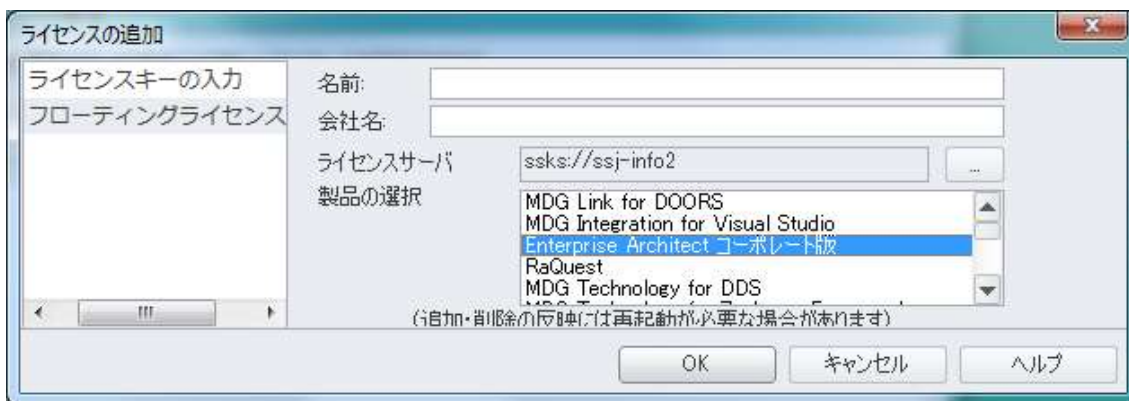 ライセンスの追加
ライセンスキーの入力
フローティングライセンス
名前:
会社名:
ライセンスサーバ
ssks://ssj-info2
...
製品の選択
MDG Link for DOORS
MDG Integration for Visual Studio
Enterprise Architect コーポレート版
RaQuest
MDG Technology for DDS
(追加・削除の反映には再起動が必要な場合があります)
OK
キャンセル
ヘルプ